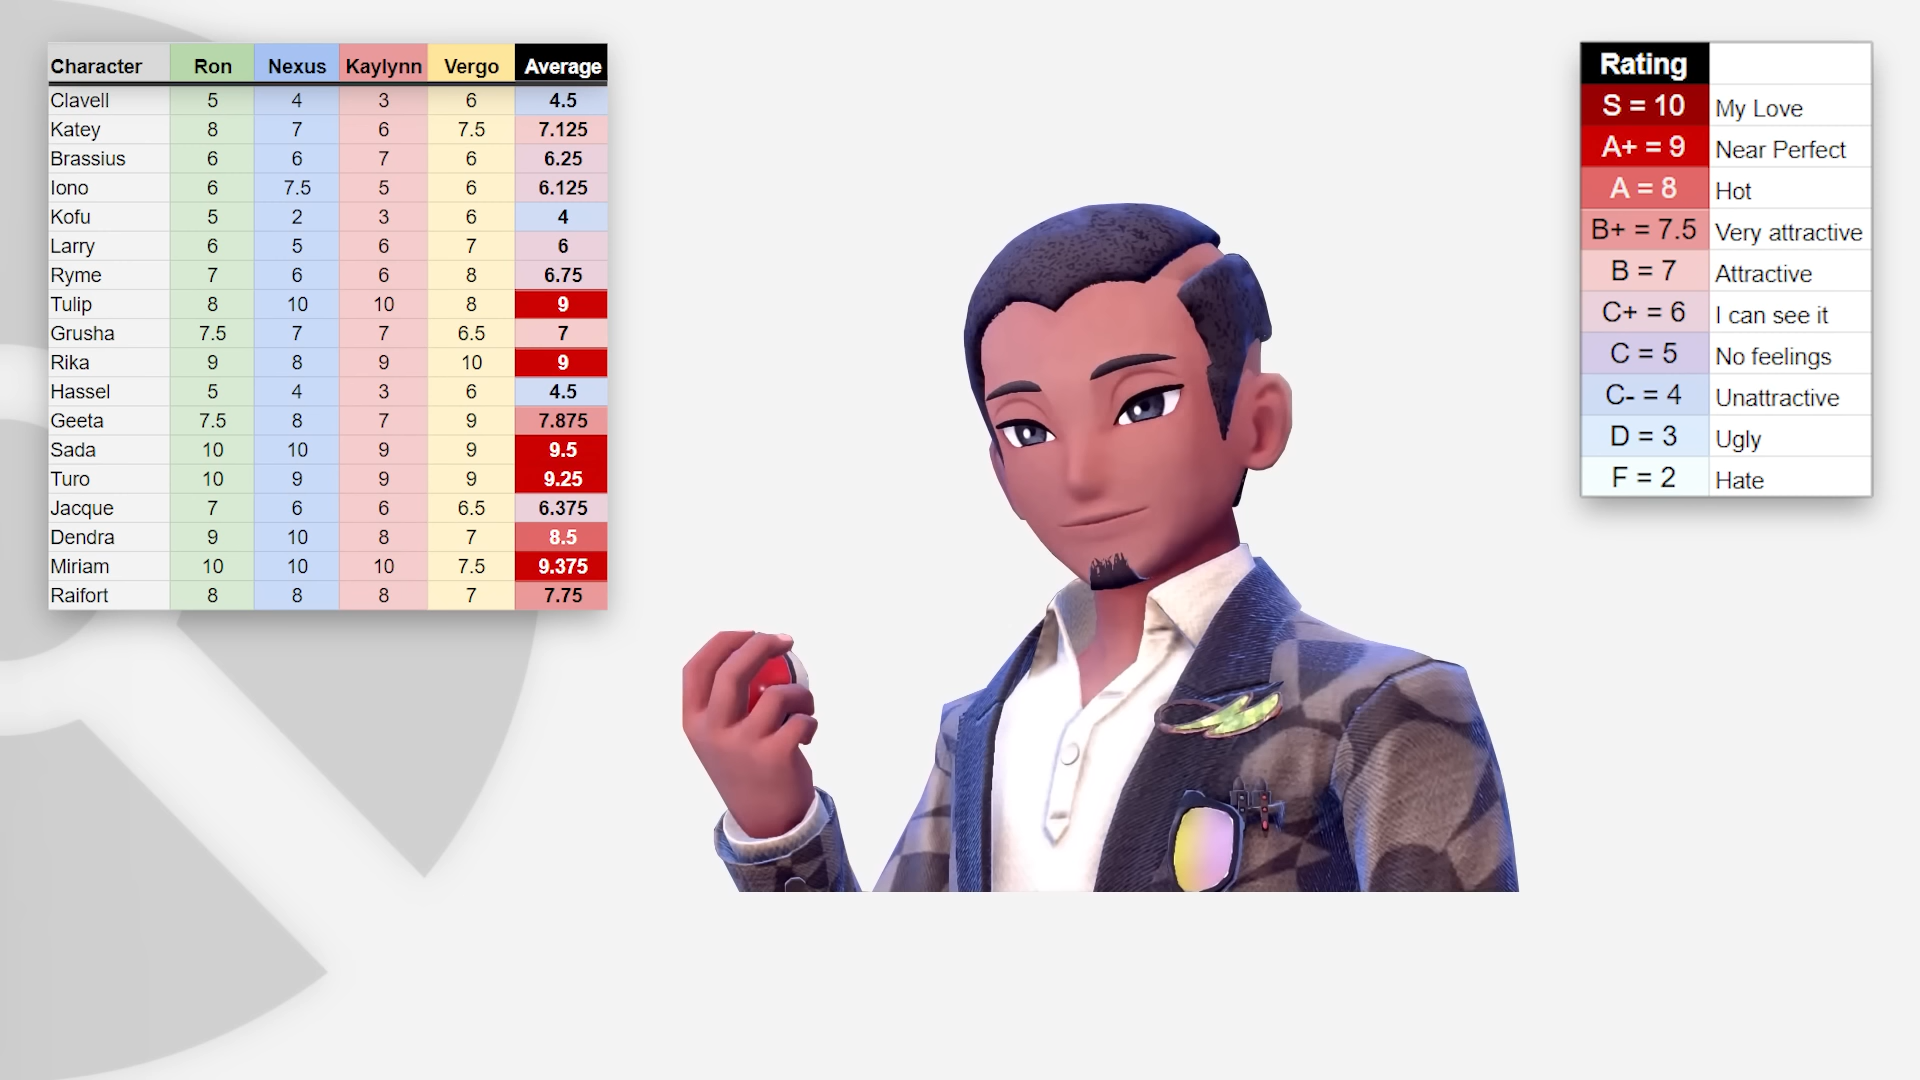 Character Ron Nexus Kaylynn Vergo Average
Clavell 5 4 3 6 4.5
Katey 8 7 6 7.5 7.125
Brassius 6 6 7 6 6.25
Iono 6 7.5 5 6 6.125
Kofu 5 2 3 6 4
Larry 6 5 6 7 6
Ryme 7 6 6 8 6.75
Tulip 8 10 10 8 9
Grusha 7.5 7 7 6.5 7
Rika 9 8 9 10 9
Hassel 5 4 3 6 4.5
Geeta 7.5 8 7 9 7.875
Sada 10 10 9 9 9.5
Turo 10 9 9 9 9.25
Jacque 7 6 6 6.5 6.375
Dendra 9 10 8 7 8.5
Miriam 10 10 10 7.5 9.375
Raifort 8 8 8 7 7.75
Rating
S = 10 My Love
A+ = 9 Near Perfect
A = 8 Hot
B+ = 7.5 Very attractive
B = 7 Attractive
C+ = 6 I can see it
C = 5 No feelings
C- = 4 Unattractive
D = 3 Ugly
F = 2 Hate